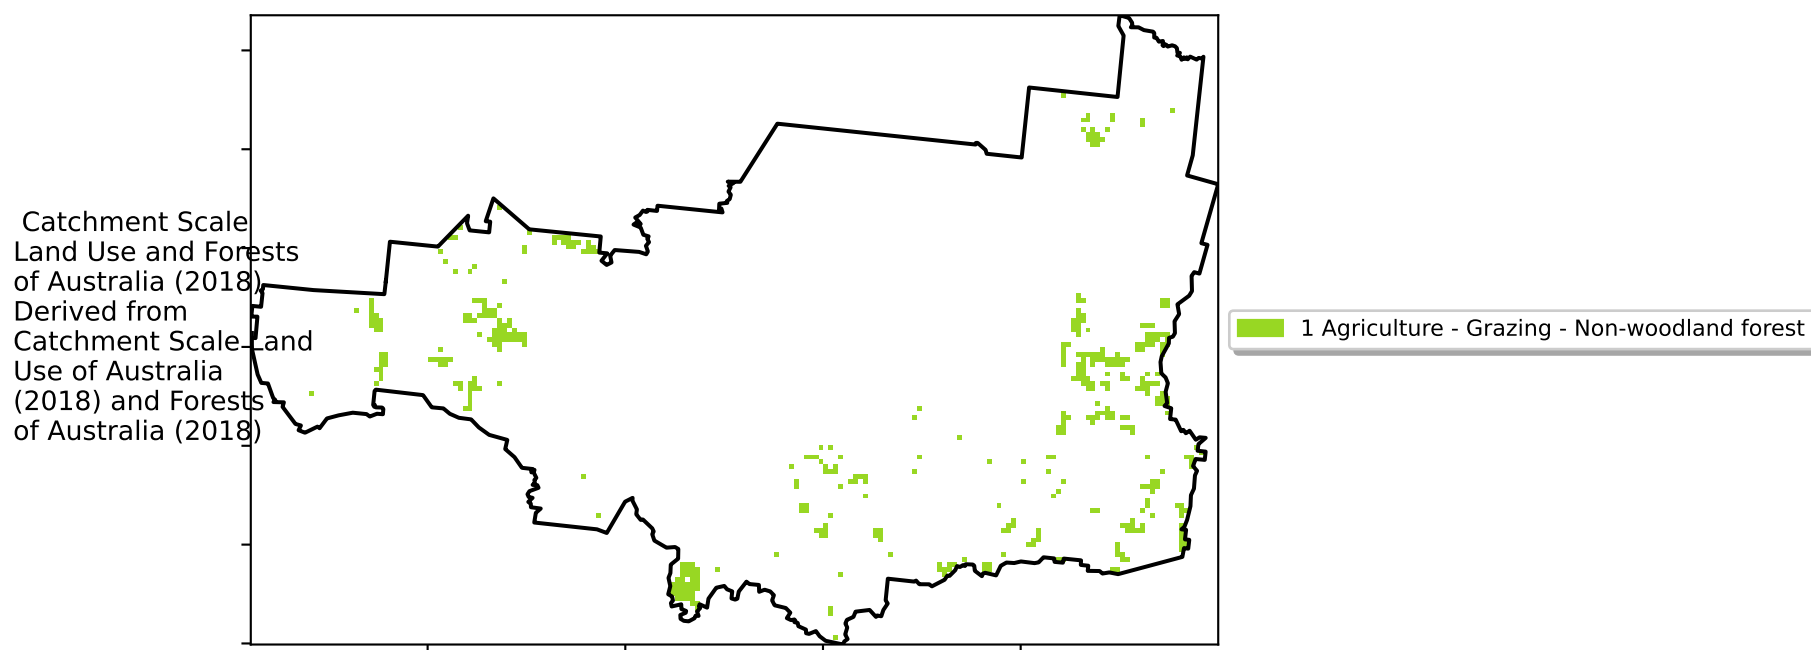 Catchment Scale
Land Use and Forests
of Australia (2018)
Derived from
Catchment Scale Land
Use of Australia
(2018) and Forests
of Australia (2018)
1 Agriculture - Grazing - Non-woodland forest